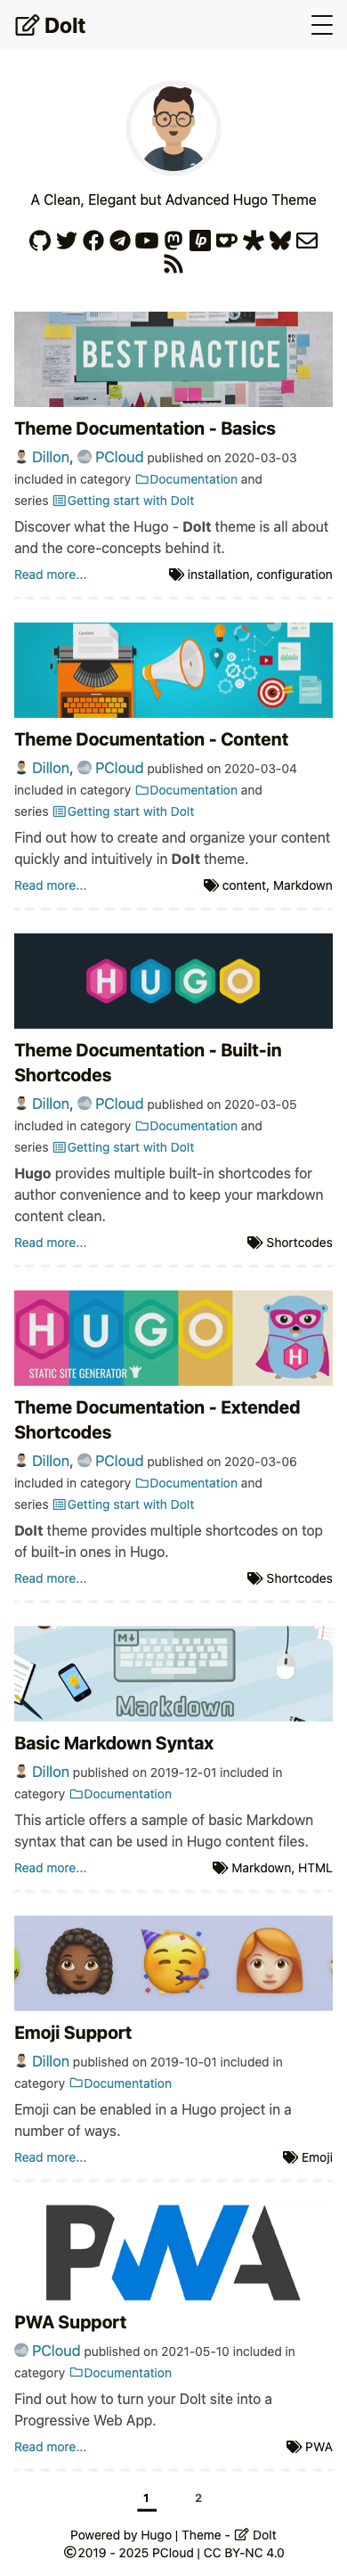 DoIt
A Clean, Elegant but Advanced Hugo Theme
BEST PRACTICE
Theme Documentation - Basics
Dillon, PCloud published on 2020-03-03
included in category Documentation and
series Getting start with DoIt
Discover what the Hugo - DoIt theme is all about
and the core-concepts behind it.
Read more... installation, configuration
Content
Theme Documentation - Content
Dillon, PCloud published on 2020-03-04
included in category Documentation and
series Getting start with DoIt
Find out how to create and organize your content
quickly and intuitively in DoIt theme.
Read more... content, Markdown
HUGO
Theme Documentation - Built-in
Shortcodes
Dillon, PCloud published on 2020-03-05
included in category Documentation and
series Getting start with DoIt
Hugo provides multiple built-in shortcodes for
author convenience and to keep your markdown
content clean.
Read more... Shortcodes
HUGO
H
STATIC SITE GENERATOR
Theme Documentation - Extended
Shortcodes
Dillon, PCloud published on 2020-03-06
included in category Documentation and
series Getting start with DoIt
DoIt theme provides multiple shortcodes on top
of built-in ones in Hugo.
Read more... Shortcodes
M
Markdown
Basic Markdown Syntax
Dillon published on 2019-12-01 included in
category Documentation
This article offers a sample of basic Markdown
syntax that can be used in Hugo content files.
Read more... Markdown, HTML
Emoji Support
Dillon published on 2019-10-01 included in
category Documentation
Emoji can be enabled in a Hugo project in a
number of ways.
Read more... Emoji
PWA
PWA Support
PCloud published on 2021-05-10 included in
category Documentation
Find out how to turn your DoIt site into a
Progressive Web App.
Read more... PWA
1 2
Powered by Hugo | Theme - DoIt
©2019 - 2025 PCloud | CC BY-NC 4.0